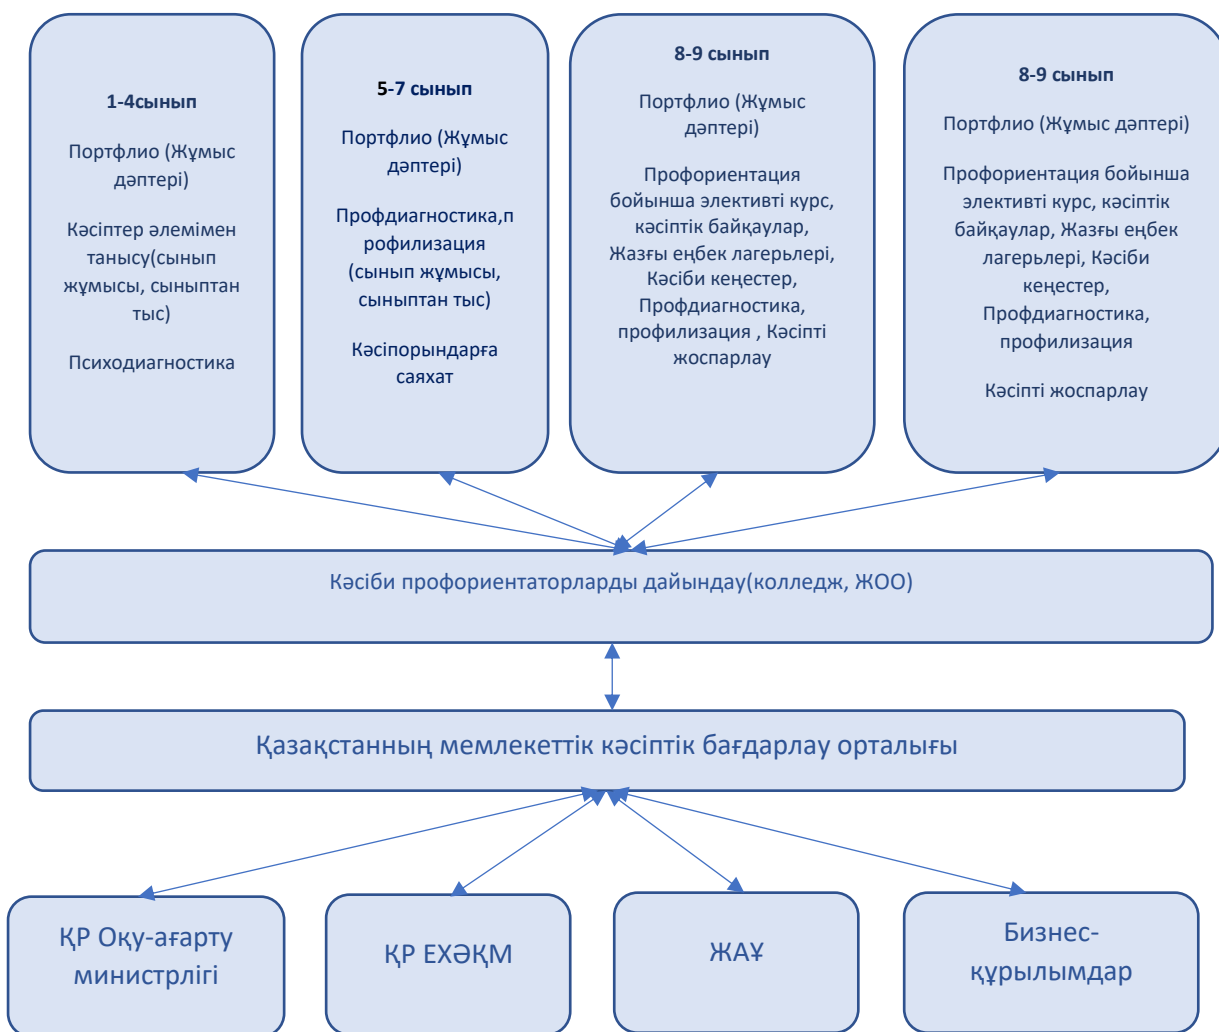 1-4сынып
Портфлио (Жұмыс
дәптері)
Кәсіптер әлемімен
танысу(сынып
жұмысы, сыныптан
тыс)
Психодиагностика
5-7 сынып
Портфлио (Жұмыс
дәптері)
Профдиагностика,п
рофилизация
(сынып жұмысы,
сыныптан тыс)
Кәсіпорындарға
саяхат
8-9 сынып
Портфлио (Жұмыс
дәптері)
Профориентация
бойынша элективті курс,
кәсіптік байқаулар,
Жазғы еңбек лагерьлері,
Кәсіби кеңестер,
Профдиагностика,
профилизация , Кәсіпті
жоспарлау
8-9 сынып
Портфлио (Жұмыс дәптері)
Профориентация бойынша
элективті курс, кәсіптік
байқаулар, Жазғы еңбек
лагерьлері, Кәсіби
кеңестер,
Профдиагностика,
профилизация
Кәсіпті жоспарлау
Кәсіби профориентаторларды дайындау(колледж, ЖОО)
Қазақстанның мемлекеттік кәсіптік бағдарлау орталығы
ҚР Оқу-ағарту
министрлігі
ҚР ЕХӘҚМ
ЖАҰ
Бизнес-
құрылымдар